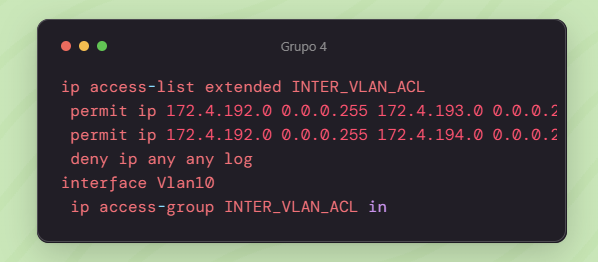 Grupo 4
ip access-list extended INTER_VLAN_ACL
permit ip 172.4.192.0 0.0.0.255 172.4.193.0 0.0.0.2
permit ip 172.4.192.0 0.0.0.255 172.4.194.0 0.0.0.2
deny ip any any log
interface Vlan10
ip access-group INTER_VLAN_ACL in